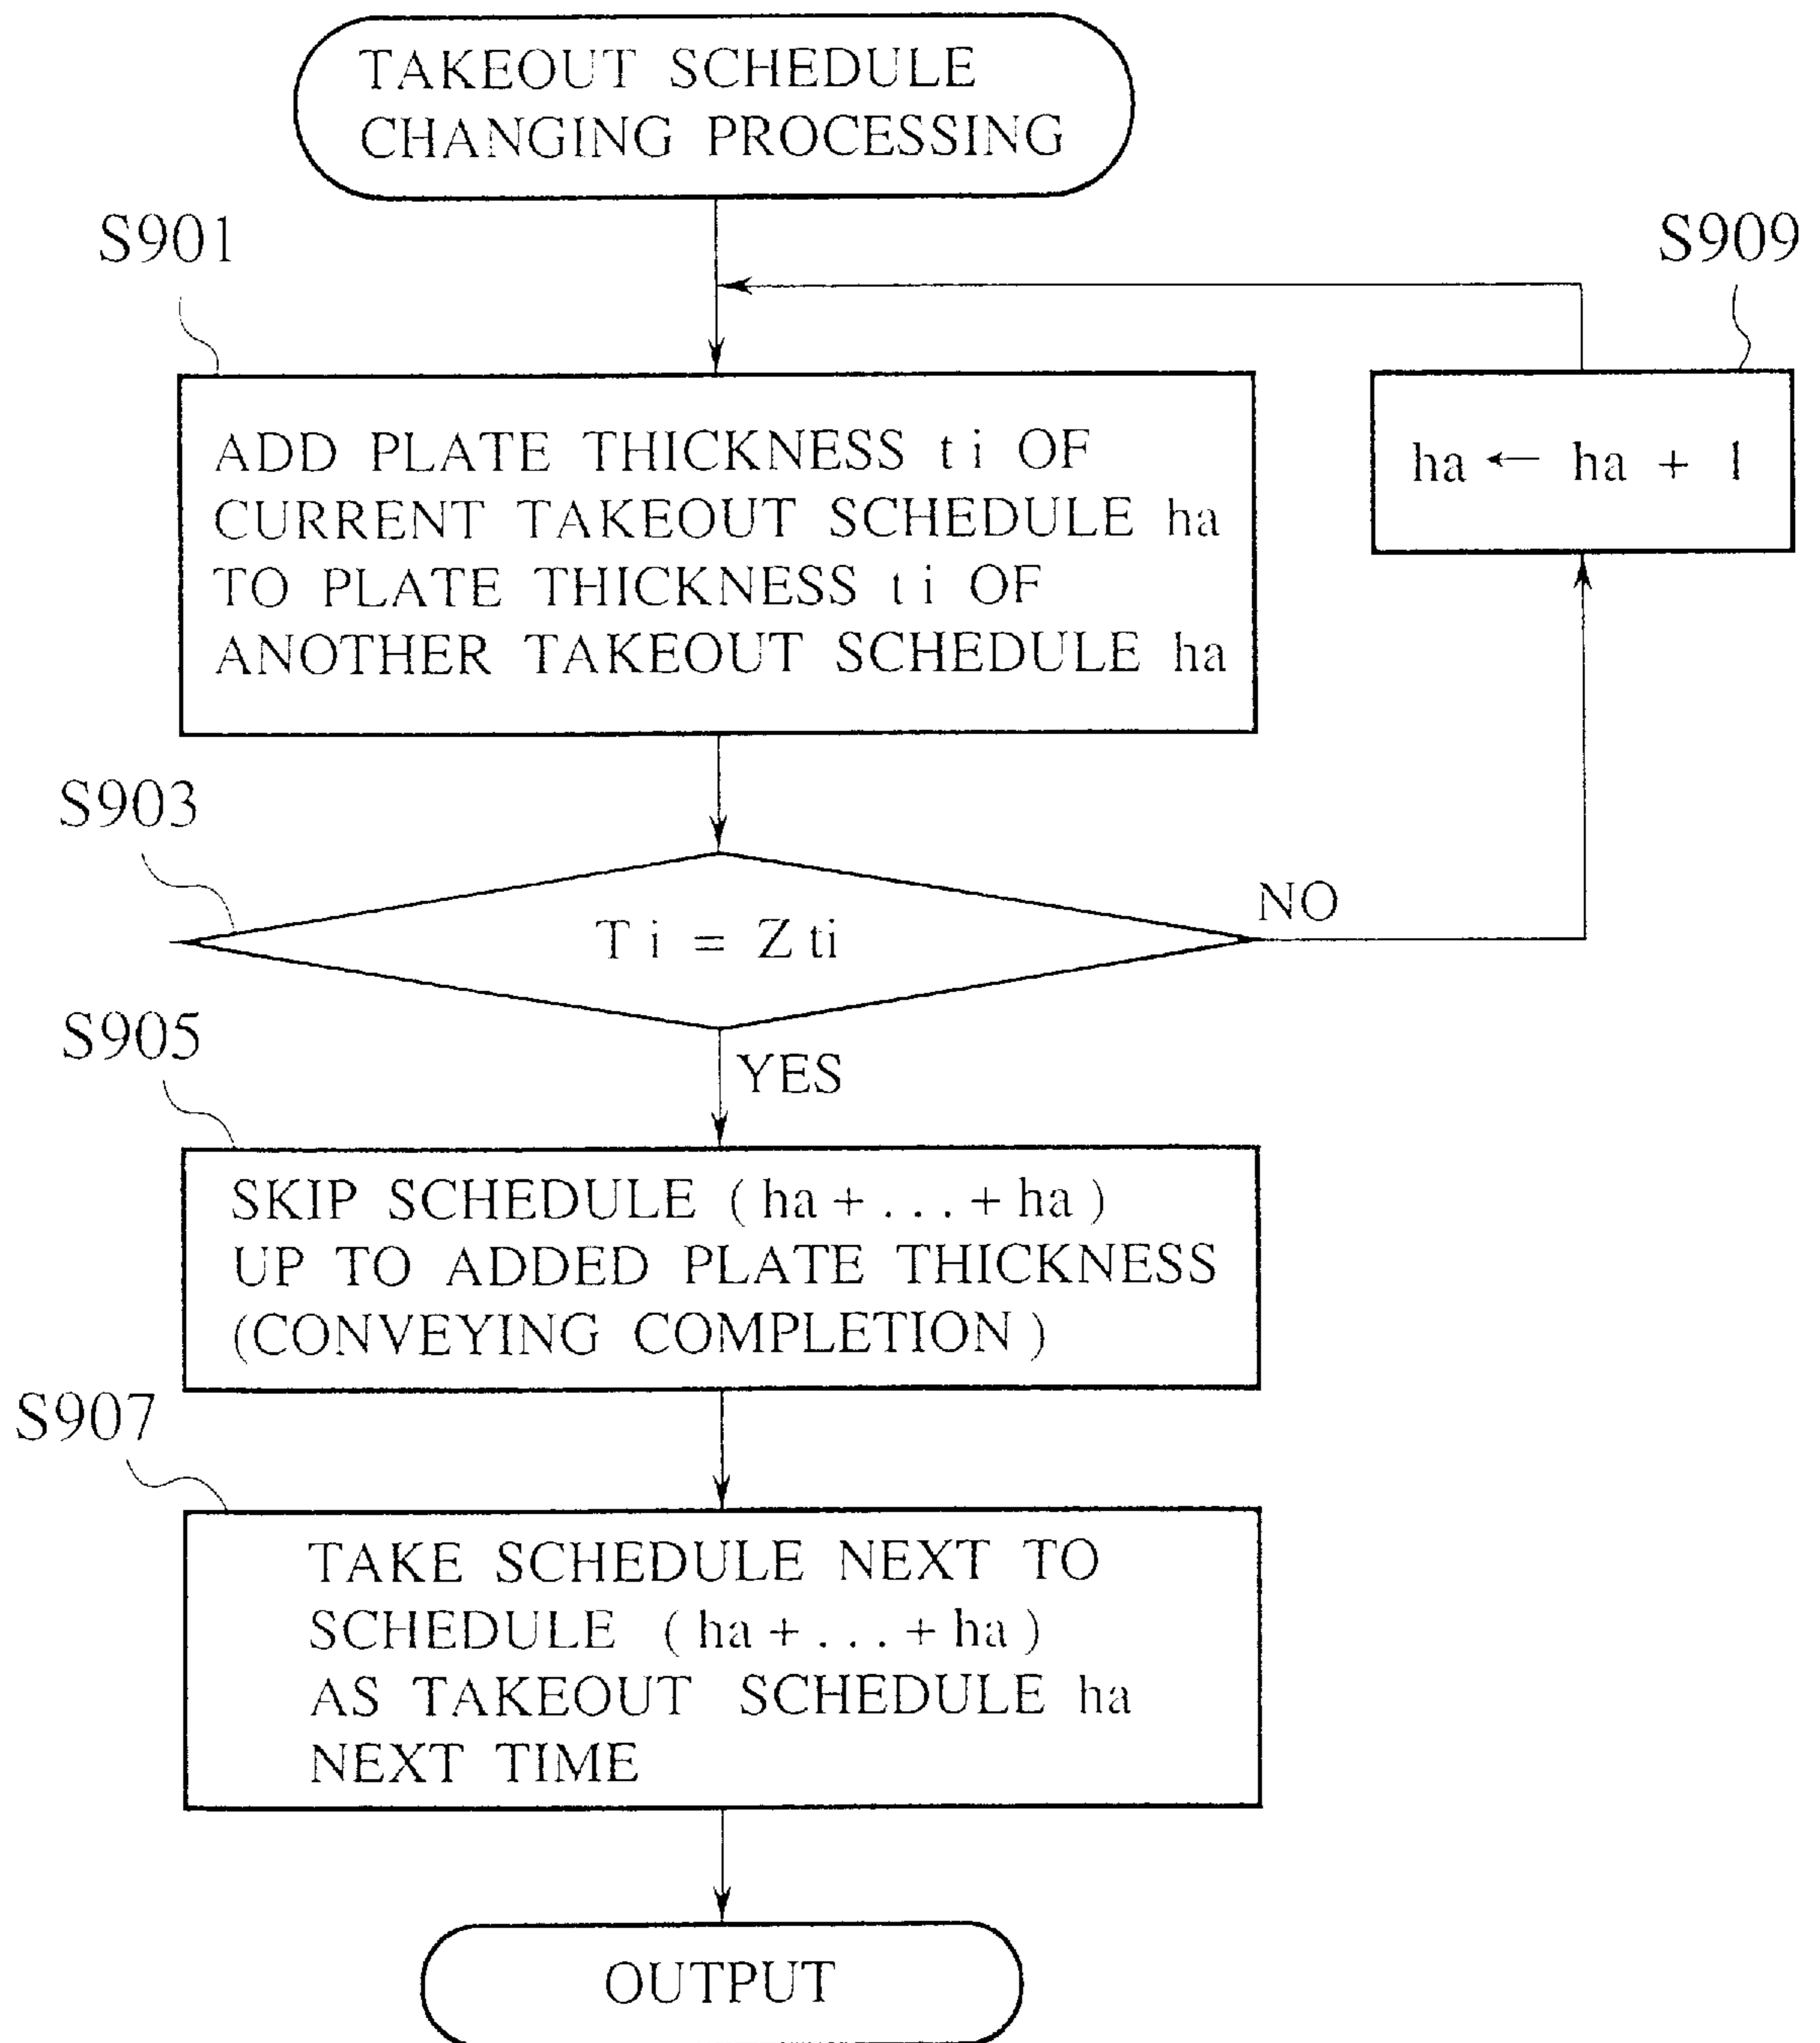 TAKEOUT SCHEDULE
CHANGING PROCESSING
S901
S909
ADD PLATE THICKNESS ti OF
CURRENT TAKEOUT SCHEDULE ha
TO PLATE THICKNESS ti OF
ANOTHER TAKEOUT SCHEDULE ha
ha ← ha + 1
S903
Ti = Zti
NO
S905
YES
SKIP SCHEDULE (ha+...+ha)
UP TO ADDED PLATE THICKNESS
(CONVEYING COMPLETION)
S907
TAKE SCHEDULE NEXT TO
SCHEDULE (ha+...+ha)
AS TAKEOUT SCHEDULE ha
NEXT TIME
OUTPUT